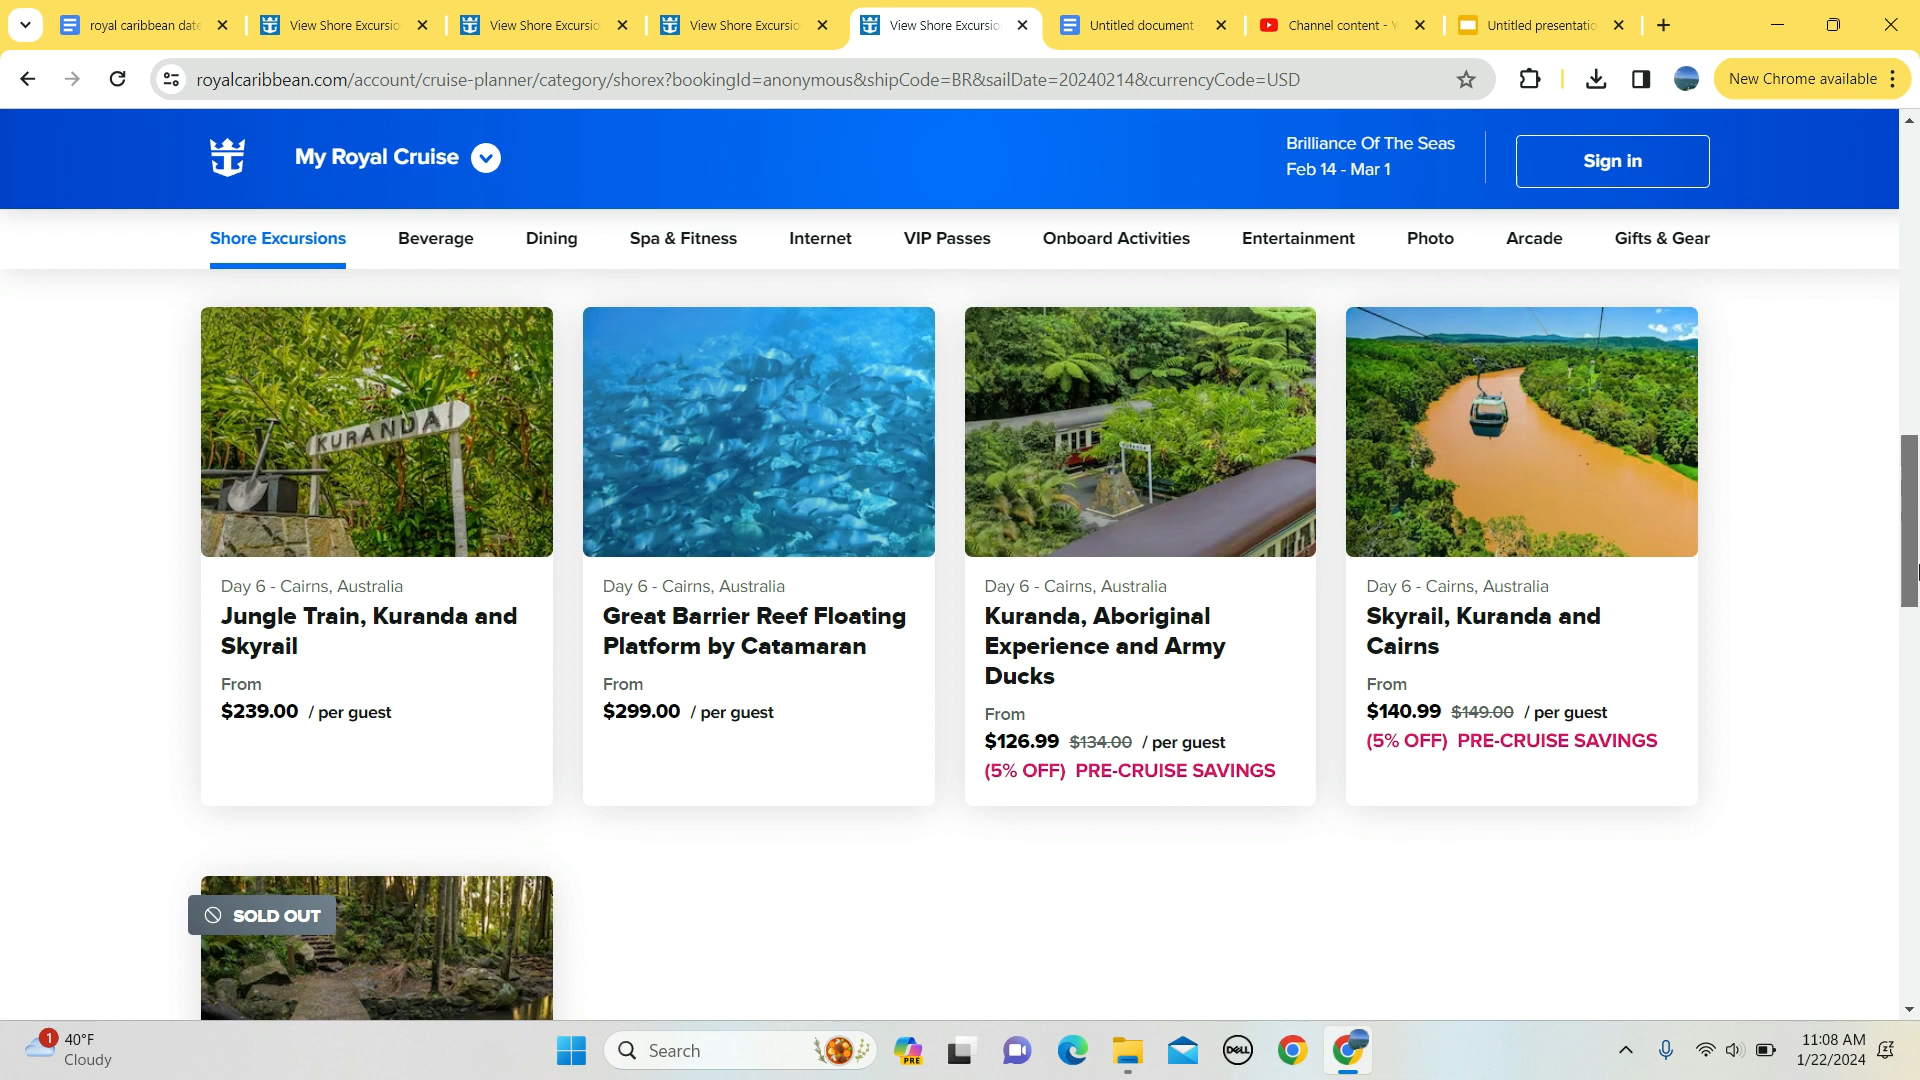 royal caribbean date
View Shore Excursio
View Shore Excursio
View Shore Excursio
View Shore Excursio
Untitled document
Channel content - Y
Untitled presentatio
royalcaribbean.com/account/cruise-planner/category/shorex?bookingId=anonymous&shipCode=BR&sailDate=20240214&currencyCode=USD
New Chrome available
My Royal Cruise
Brilliance Of The Seas
Feb 14 - Mar 1
Sign in
Shore Excursions
Beverage
Dining
Spa & Fitness
Internet
VIP Passes
Onboard Activities
Entertainment
Photo
Arcade
Gifts & Gear
KURANDA
Day 6 - Cairns, Australia
Jungle Train, Kuranda and
Skyrail
From
$239.00 / per guest
Day 6 - Cairns, Australia
Great Barrier Reef Floating
Platform by Catamaran
From
$299.00 / per guest
Day 6 - Cairns, Australia
Kuranda, Aboriginal
Experience and Army
Ducks
From
$126.99 $134.00 / per guest
(5% OFF) PRE-CRUISE SAVINGS
Day 6 - Cairns, Australia
Skyrail, Kuranda and
Cairns
From
$140.99 $149.00 / per guest
(5% OFF) PRE-CRUISE SAVINGS
SOLD OUT
1
40°F
Cloudy
Search
PRE
DELL
11:08 AM
1/22/2024